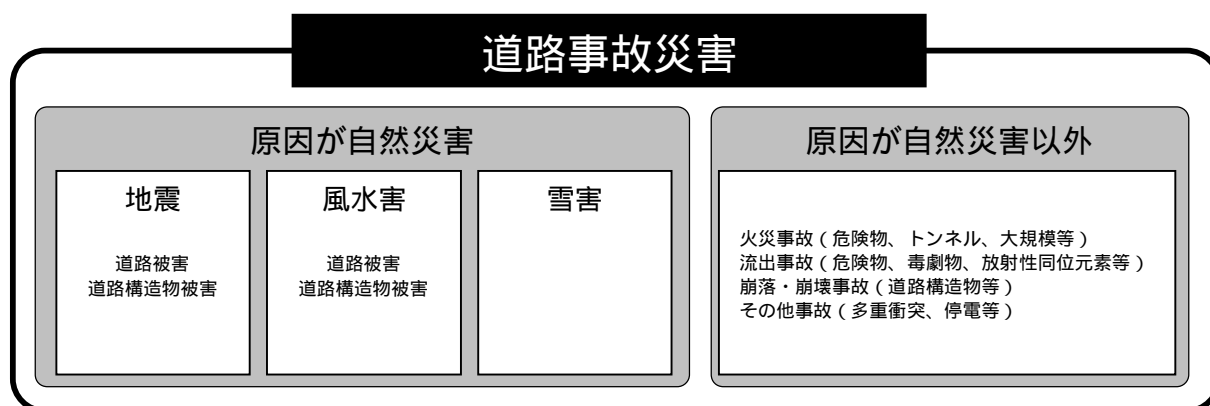 道路事故災害
原因が自然災害
原因が自然災害以外
地震
風水害
雪害
道路被害
道路構造物被害
道路被害
道路構造物被害
火災事故(危険物、トンネル、大規模等)
流出事故(危険物、毒劇物、放射性同位元素等)
崩落・崩壊事故(道路構造物等)
その他事故(多重衝突、停電等)